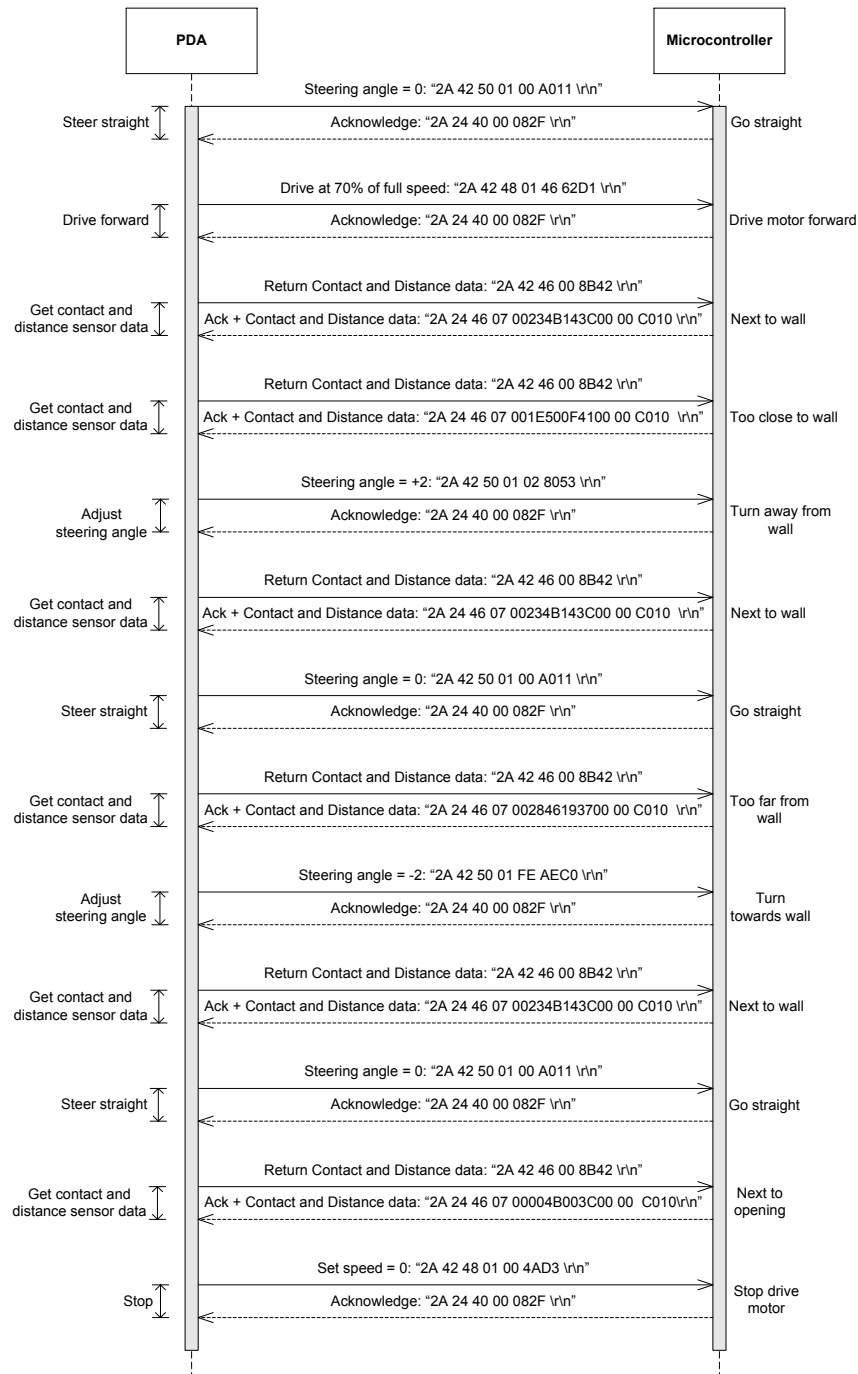 PDA
Microcontroller
Steering angle = 0: “2A 42 50 01 00 A011 \r\n”
Steer straight
Acknowledge: “2A 24 40 00 082F \r\n”
Go straight
Drive at 70% of full speed: “2A 42 48 01 46 62D1 \r\n”
Drive forward
Acknowledge: “2A 24 40 00 082F \r\n”
Drive motor forward
Return Contact and Distance data: “2A 42 46 00 8B42 \r\n”
Get contact and
distance sensor data
Ack + Contact and Distance data: “2A 24 46 07 00234B143C00 00 C010 \r\n”
Next to wall
Return Contact and Distance data: “2A 42 46 00 8B42 \r\n”
Get contact and
distance sensor data
Ack + Contact and Distance data: “2A 24 46 07 001E500F4100 00 C010 \r\n”
Too close to wall
Steering angle = +2: “2A 42 50 01 02 8053 \r\n”
Adjust
steering angle
Acknowledge: “2A 24 40 00 082F \r\n”
Turn away from
wall
Return Contact and Distance data: “2A 42 46 00 8B42 \r\n”
Get contact and
distance sensor data
Ack + Contact and Distance data: “2A 24 46 07 00234B143C00 00 C010 \r\n”
Next to wall
Steering angle = 0: “2A 42 50 01 00 A011 \r\n”
Steer straight
Acknowledge: “2A 24 40 00 082F \r\n”
Go straight
Return Contact and Distance data: “2A 42 46 00 8B42 \r\n”
Get contact and
distance sensor data
Ack + Contact and Distance data: “2A 24 46 07 002846193700 00 C010 \r\n”
Too far from
wall
Steering angle = -2: “2A 42 50 01 FE AEC0 \r\n”
Adjust
steering angle
Acknowledge: “2A 24 40 00 082F \r\n”
Turn
towards wall
Return Contact and Distance data: “2A 42 46 00 8B42 \r\n”
Get contact and
distance sensor data
Ack + Contact and Distance data: “2A 24 46 07 00234B143C00 00 C010 \r\n”
Next to wall
Steering angle = 0: “2A 42 50 01 00 A011 \r\n”
Steer straight
Acknowledge: “2A 24 40 00 082F \r\n”
Go straight
Return Contact and Distance data: “2A 42 46 00 8B42 \r\n”
Get contact and
distance sensor data
Ack + Contact and Distance data: “2A 24 46 07 00004B003C00 00 C010\r\n”
Next to
opening
Set speed = 0: “2A 42 48 01 00 4AD3 \r\n”
Stop
Acknowledge: “2A 24 40 00 082F \r\n”
Stop drive
motor